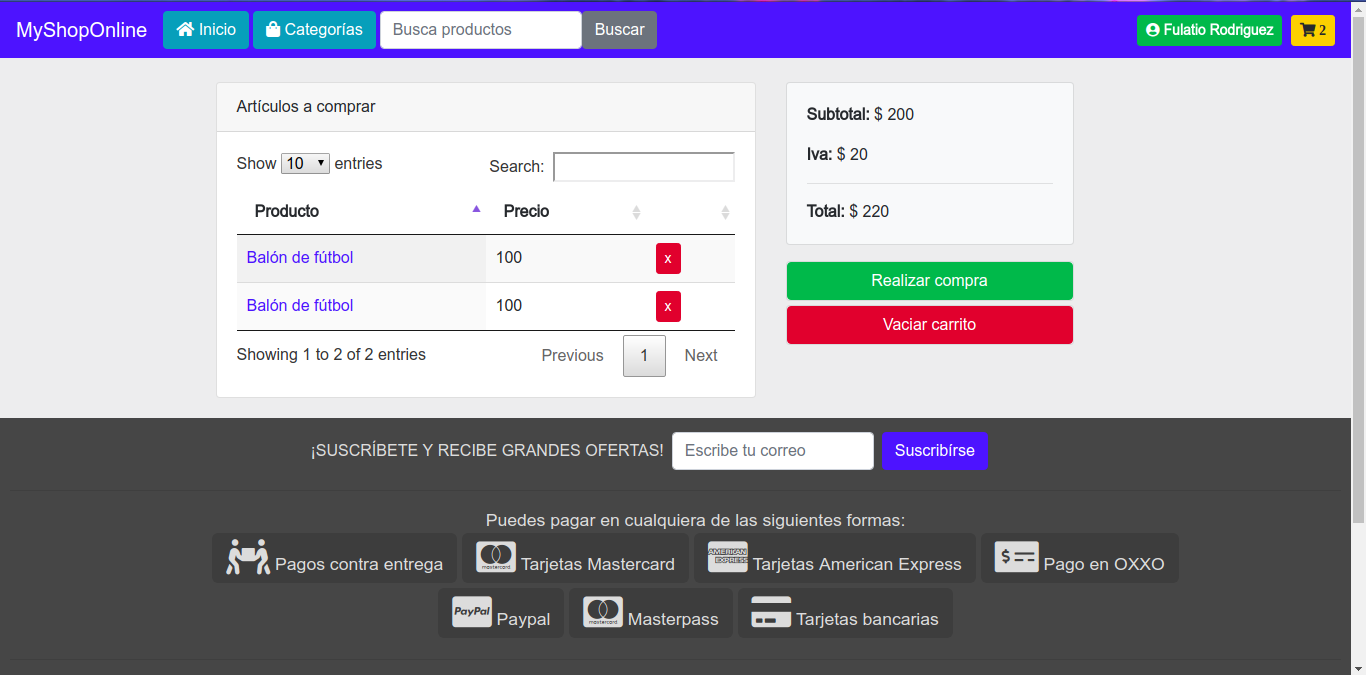 MyShopOnline Inicio Categorías Busca productos Buscar Fulatio Rodriguez 2
Artículos a comprar
Show 10 entries Search:
Producto Precio
Balón de fútbol 100 x
Balón de fútbol 100 x
Showing 1 to 2 of 2 entries Previous 1 Next
Subtotal: $ 200
Iva: $ 20
Total: $ 220
Realizar compra
Vaciar carrito
¡SUSCRÍBETE Y RECIBE GRANDES OFERTAS! Escribe tu correo Suscribírse
Puedes pagar en cualquiera de las siguientes formas:
Pagos contra entrega mastercard Tarjetas Mastercard AMERICAN EXPRESS Tarjetas American Express $ Pago en OXXO
PayPal Paypal mastercard Masterpass Tarjetas bancarias